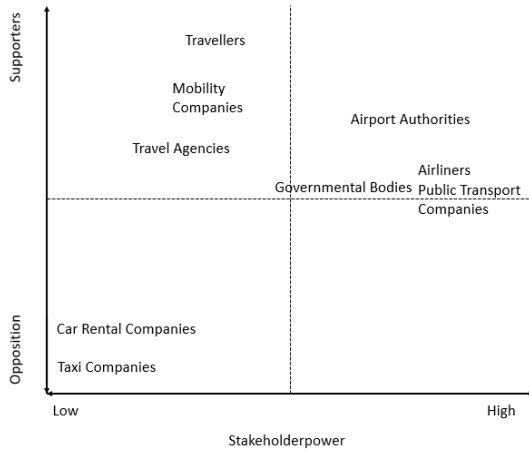 Supporters
Travellers
Mobility
Companies
Airport Authorities
Travel Agencies
Airliners
Governmental Bodies
Public Transport
Companies
Opposition
Car Rental Companies
Taxi Companies
Low
High
Stakeholderpower